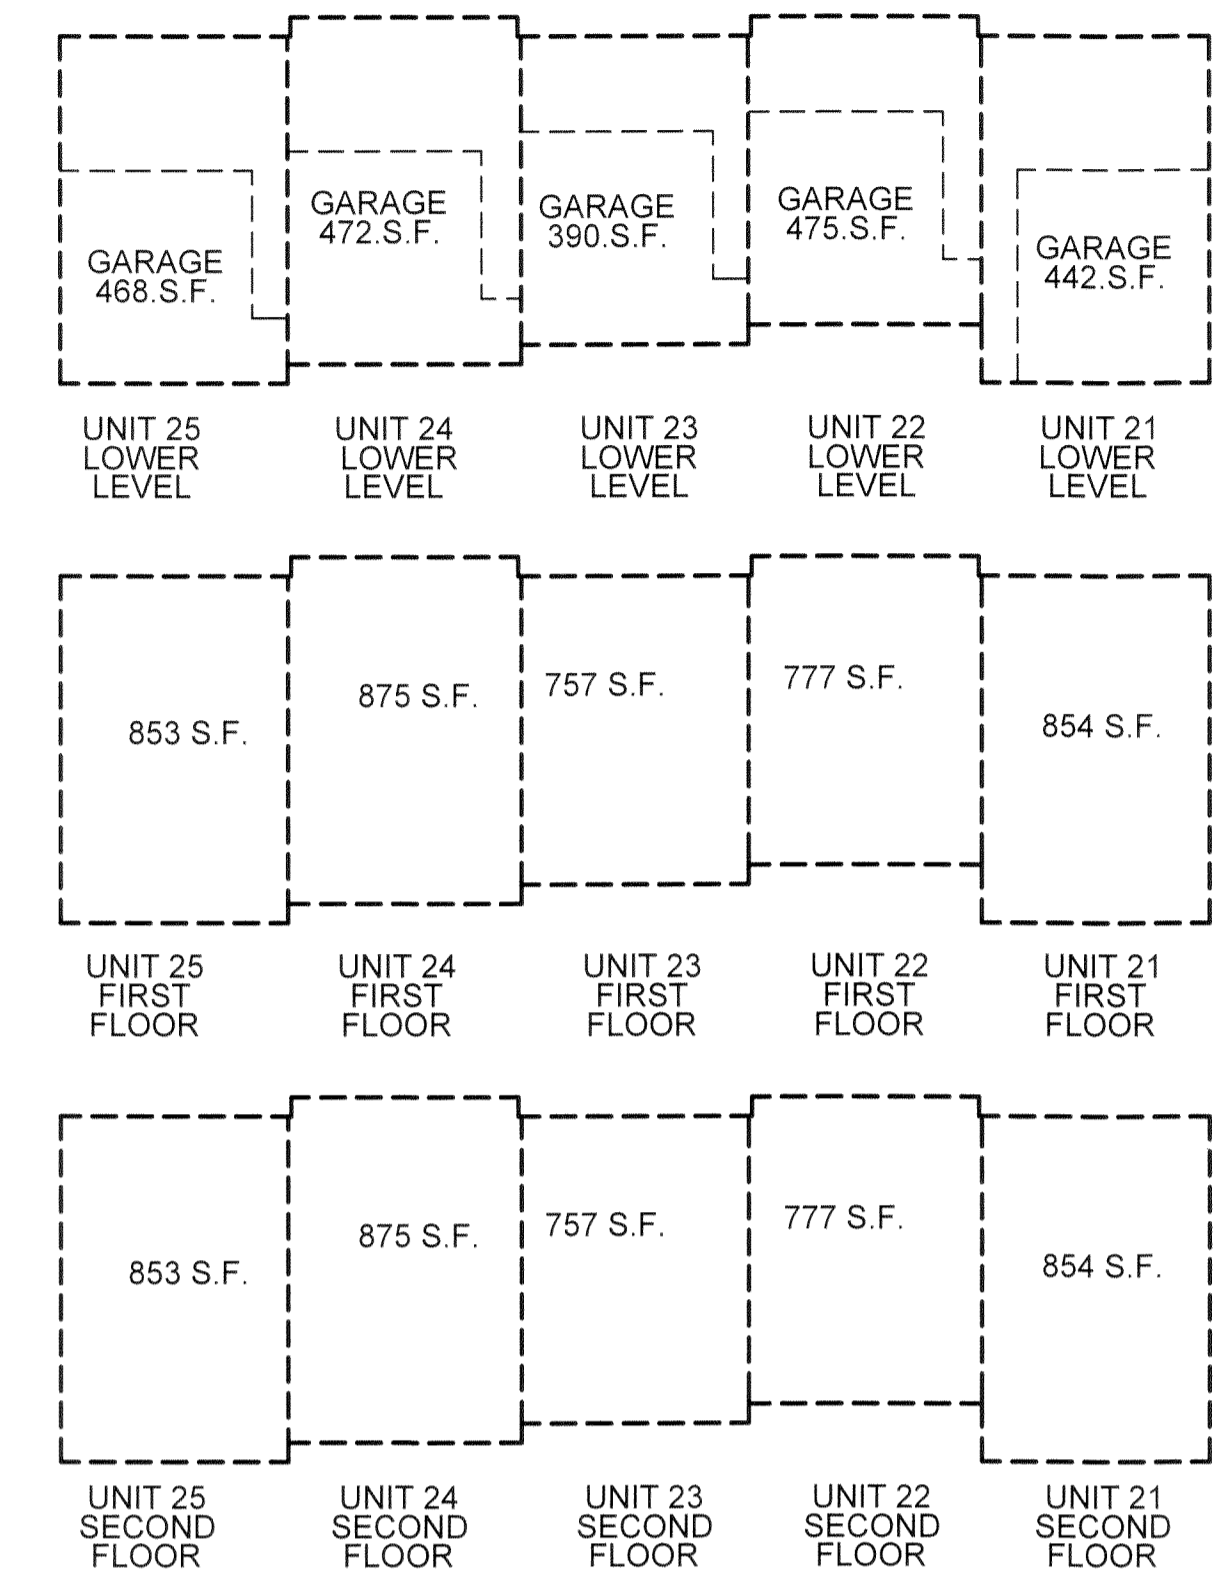 GARAGE
468.S.F.
GARAGE
472.S.F.
GARAGE
390.S.F.
GARAGE
475.S.F.
GARAGE
442.S.F.
UNIT 25
LOWER
LEVEL
UNIT 24
LOWER
LEVEL
UNIT 23
LOWER
LEVEL
UNIT 22
LOWER
LEVEL
UNIT 21
LOWER
LEVEL
853 S.F.
875 S.F.
757 S.F.
777 S.F.
854 S.F.
UNIT 25
FIRST
FLOOR
UNIT 24
FIRST
FLOOR
UNIT 23
FIRST
FLOOR
UNIT 22
FIRST
FLOOR
UNIT 21
FIRST
FLOOR
853 S.F.
875 S.F.
757 S.F.
777 S.F.
854 S.F.
UNIT 25
SECOND
FLOOR
UNIT 24
SECOND
FLOOR
UNIT 23
SECOND
FLOOR
UNIT 22
SECOND
FLOOR
UNIT 21
SECOND
FLOOR